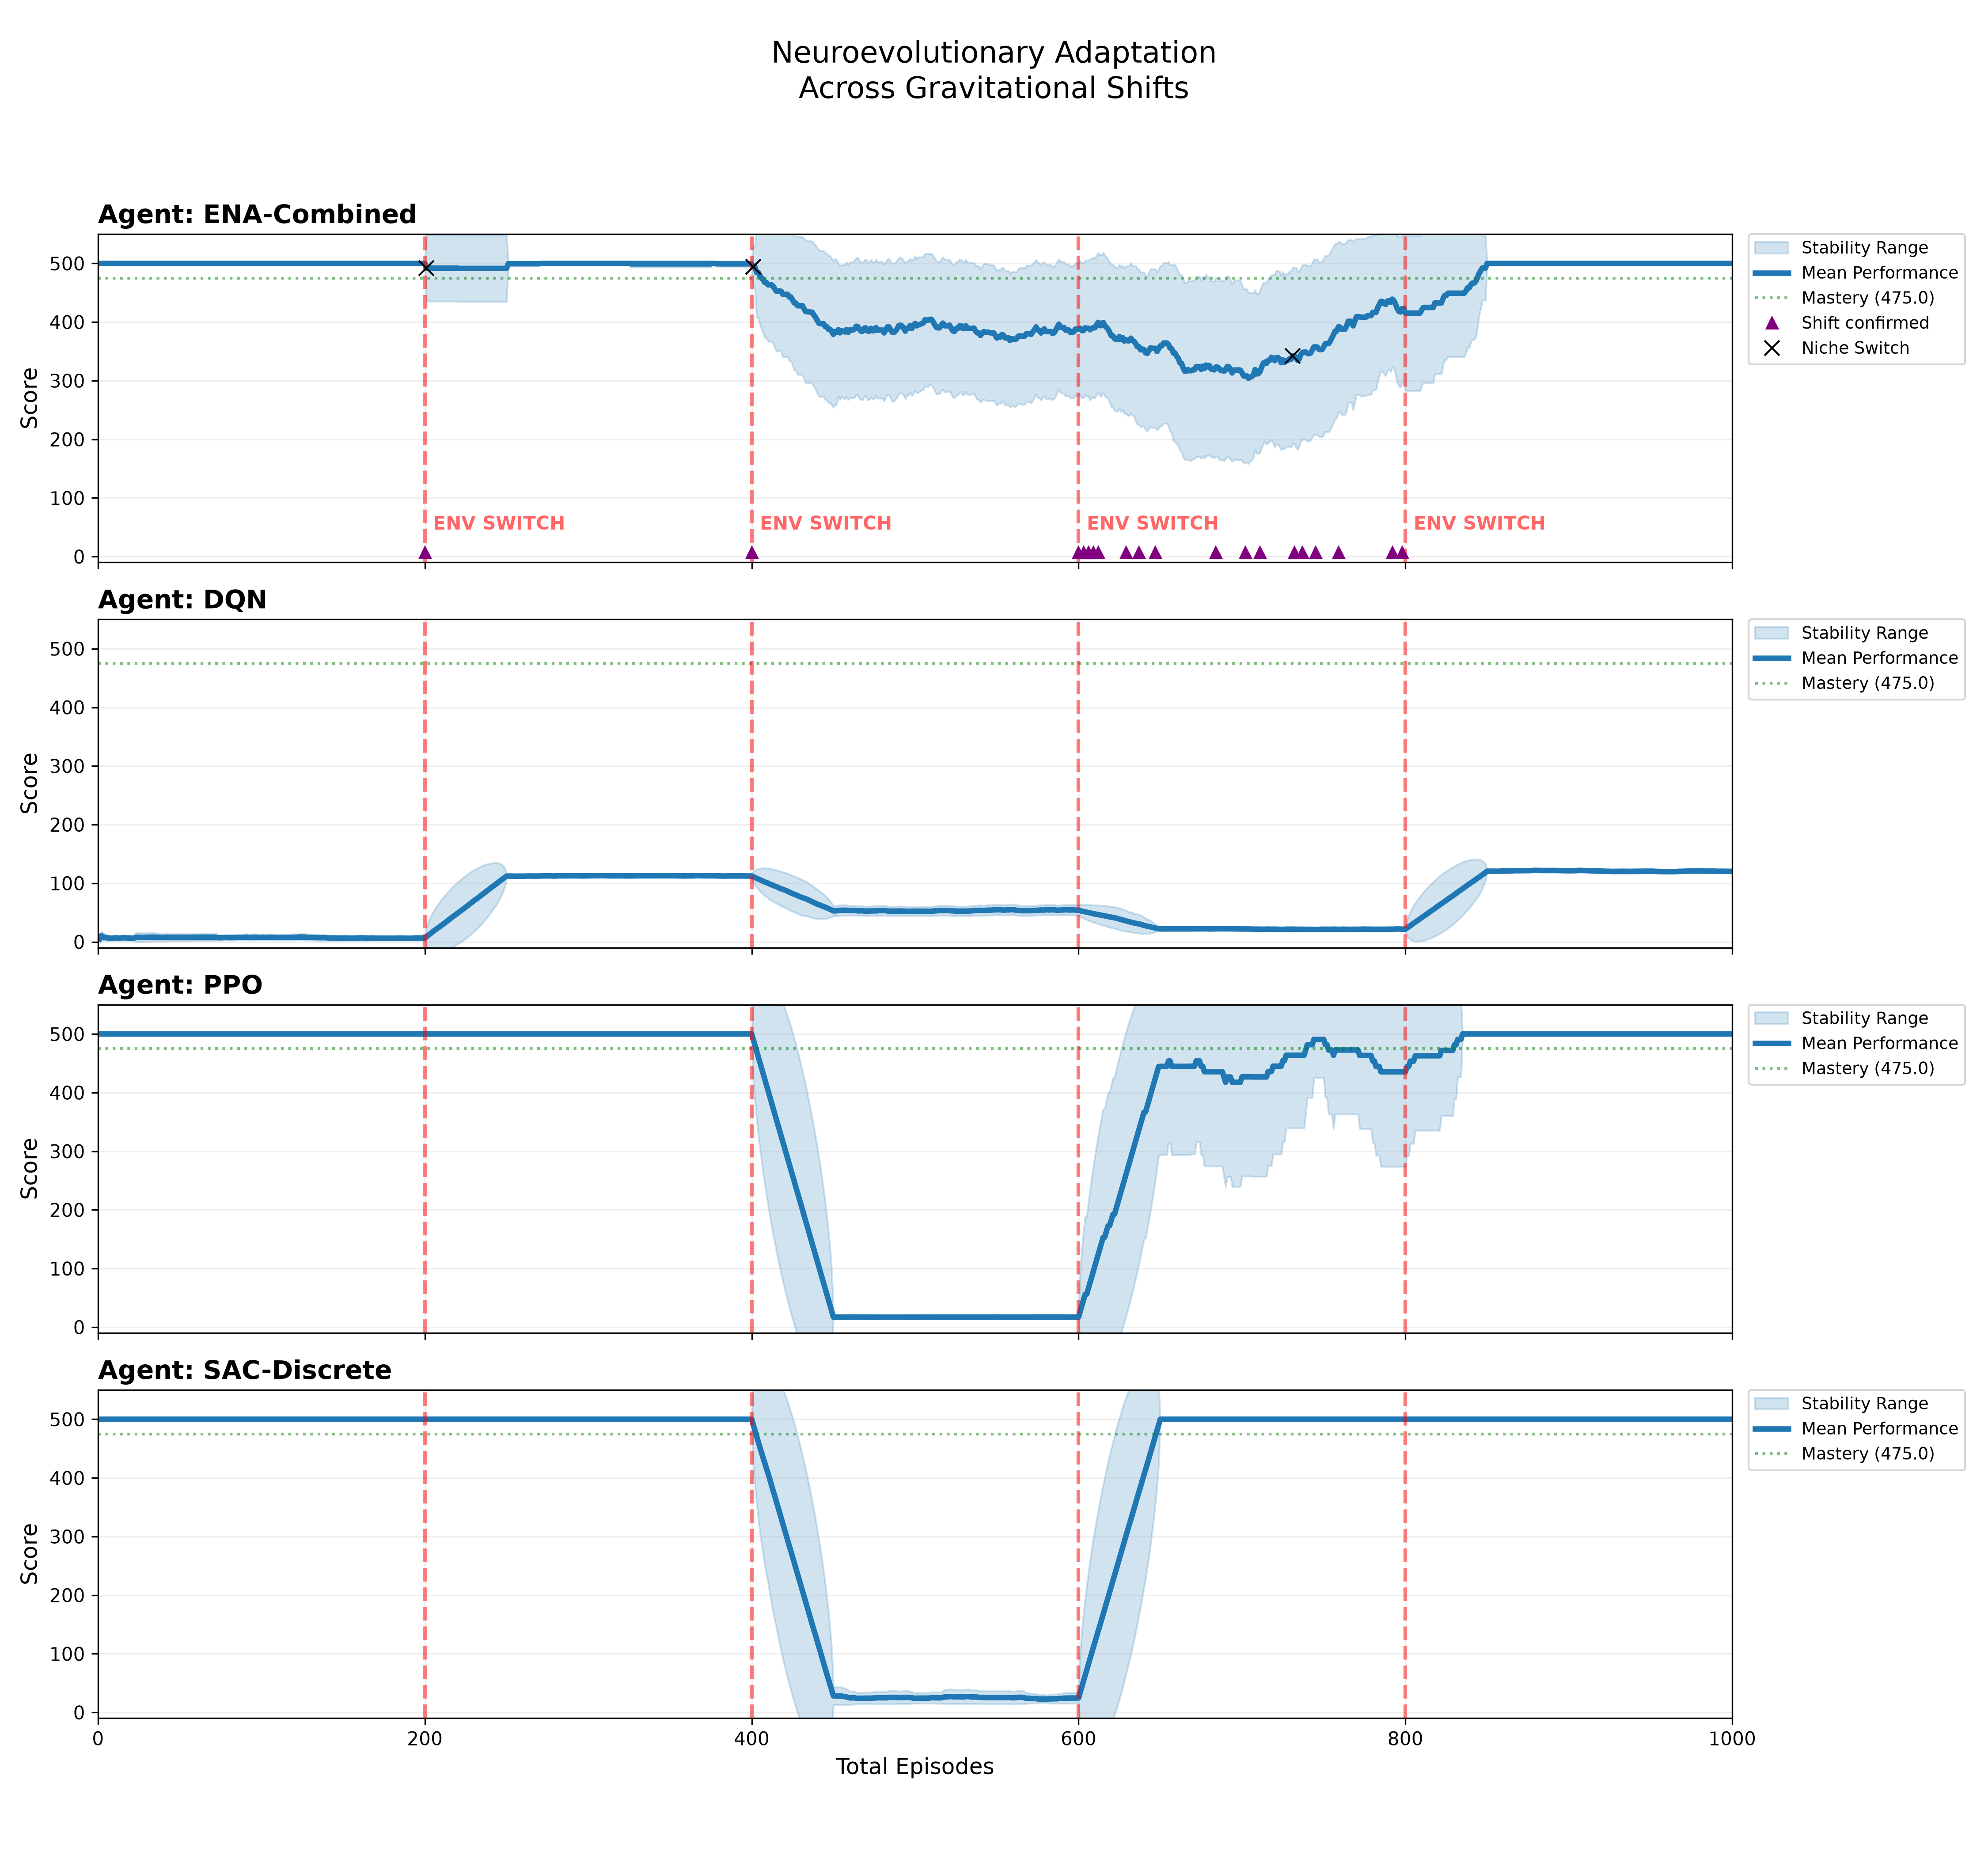 Neuroevolutionary Adaptation
Across Gravitational Shifts
Agent: ENA-Combined
Score
500
400
300
200
100
0
ENV SWITCH
ENV SWITCH
ENV SWITCH
ENV SWITCH
Stability Range
Mean Performance
Mastery (475.0)
Shift confirmed
Niche Switch
Agent: DQN
Score
500
400
300
200
100
0
Stability Range
Mean Performance
Mastery (475.0)
Agent: PPO
Score
500
400
300
200
100
0
Stability Range
Mean Performance
Mastery (475.0)
Agent: SAC-Discrete
Score
500
400
300
200
100
0
Stability Range
Mean Performance
Mastery (475.0)
0 200 400 600 800 1000
Total Episodes